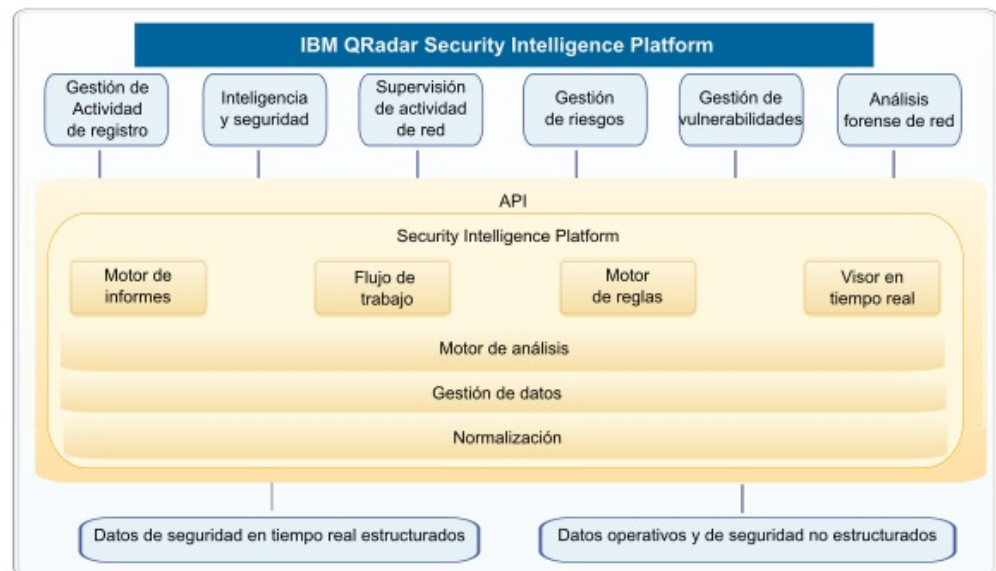 IBM QRadar Security Intelligence Platform
Gestión de
Actividad
de registro
Inteligencia
y seguridad
Supervisión
de actividad
de red
Gestión
de riesgos
Gestión de
vulnerabilidades
Análisis
forense de red
API
Security Intelligence Platform
Motor de
informes
Flujo de
trabajo
Motor
de reglas
Visor en
tiempo real
Motor de análisis
Gestión de datos
Normalización
Datos de seguridad en tiempo real estructurados
Datos operativos y de seguridad no estructurados